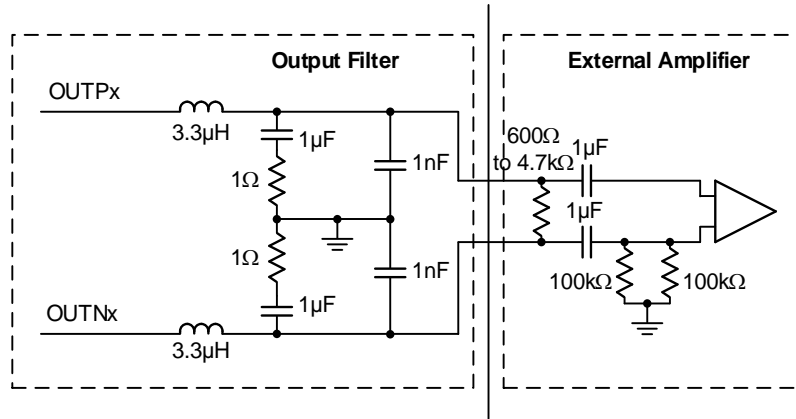 Output Filter
External Amplifier
OUTPx
3.3µH
1µF
1Ω
1nF
600Ω
to 4.7kΩ
1µF
1µF
1Ω
1nF
1µF
100kΩ
100kΩ
OUTNx
3.3µH